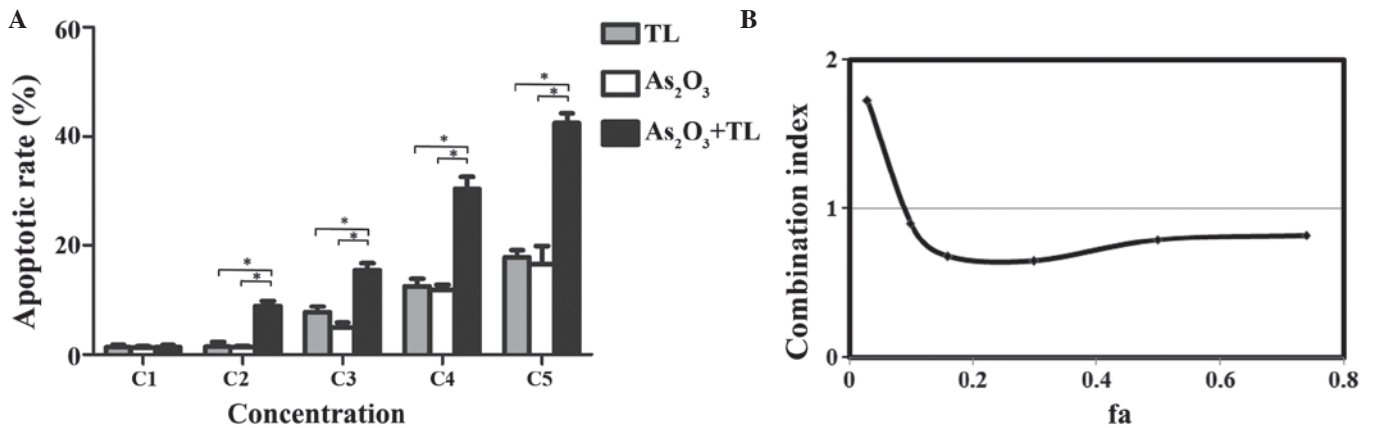 A
60
40
20
0
Apoptotic rate (%)
*
*
*
*
*
*
*
*
C1 C2 C3 C4 C5
Concentration
TL
As₂O₃
As₂O₃+TL
B
2
1
0
Combination index
0 0.2 0.4 0.6 0.8
fa